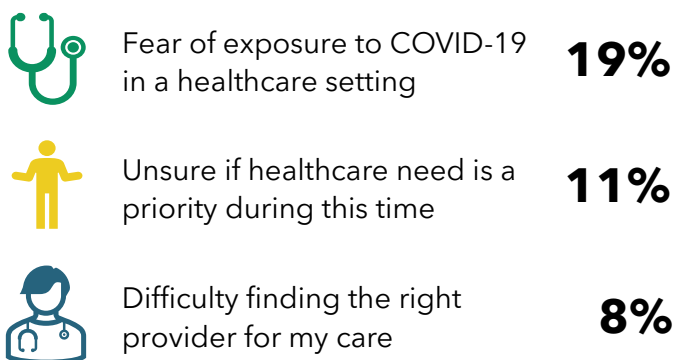 Fear of exposure to COVID-19
in a healthcare setting
19%
Unsure if healthcare need is a
priority during this time
11%
Difficulty finding the right
provider for my care
8%